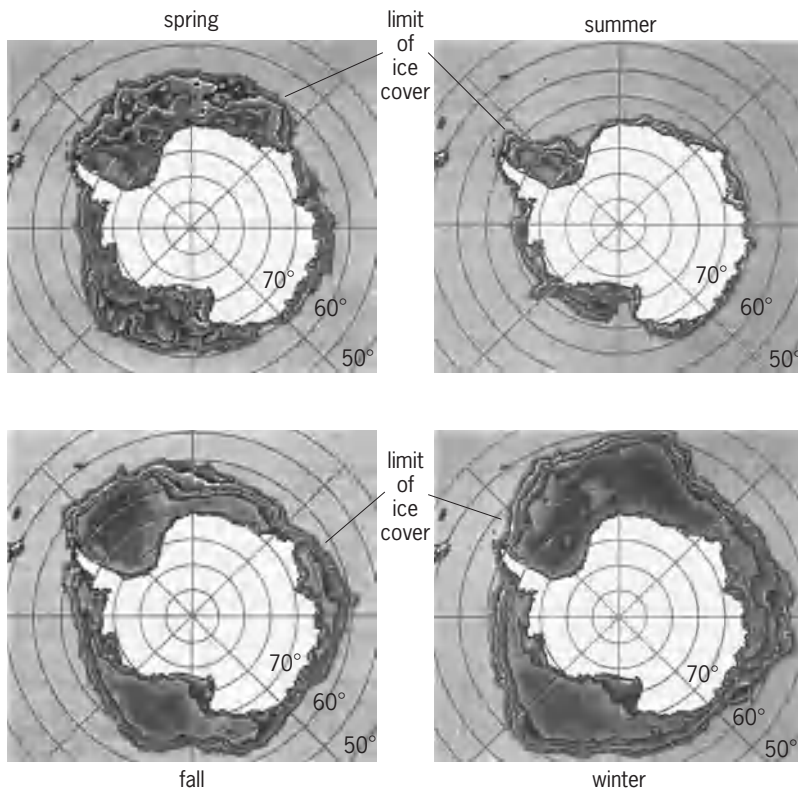 spring
limit
of
ice
cover
summer
70°
60°
50°
70°
60°
50°
limit
of
ice
cover
70°
60°
50°
fall
70°
60°
50°
winter